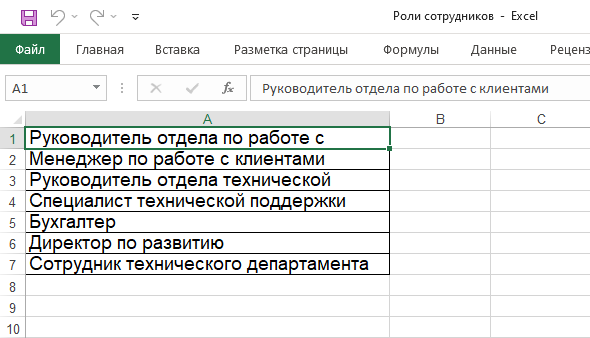 Роли сотрудников - Excel
Файл Главная Вставка Разметка страницы Формулы Данные Реценз
A1 fx Руководитель отдела по работе с клиентами
A B C
1 Руководитель отдела по работе с
2 Менеджер по работе с клиентами
3 Руководитель отдела технической
4 Специалист технической поддержки
5 Бухгалтер
6 Директор по развитию
7 Сотрудник технического департамента
8
9
10